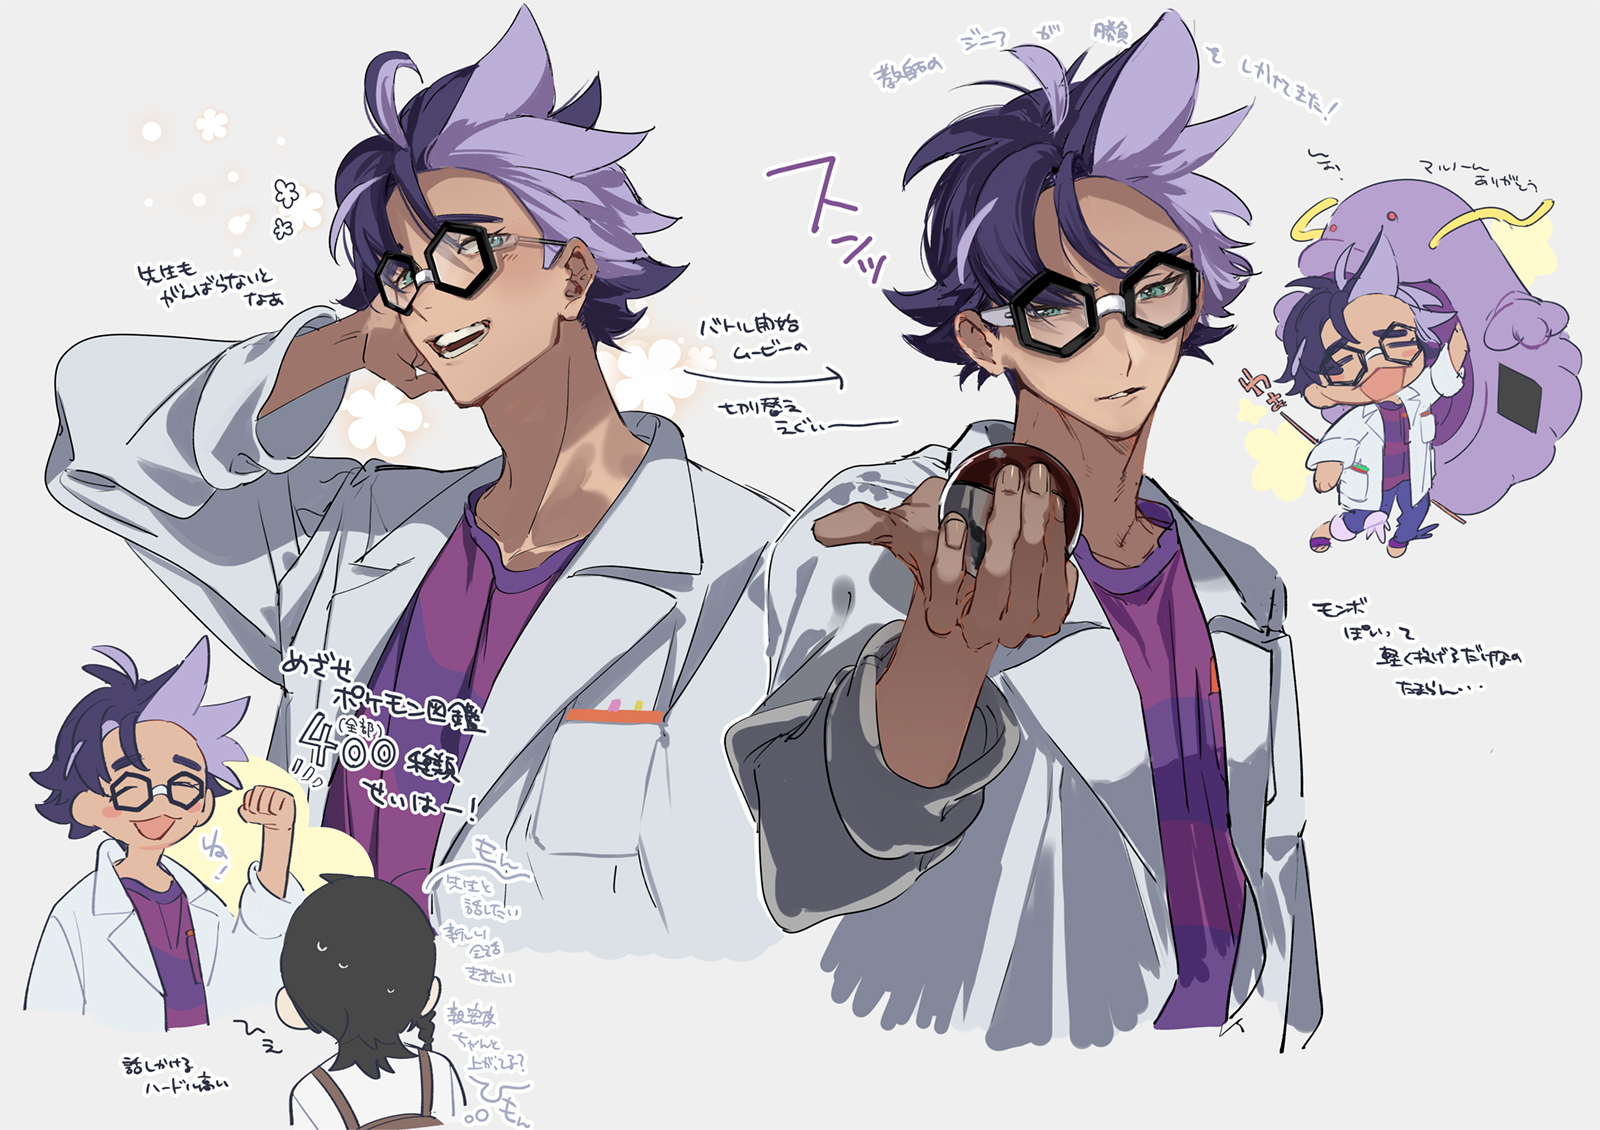 教師の ジニア が 勝負 を しかけてきた！
先生も
がんばらないと
なあ
スンッ
バトル開始
ムービーの
切り替え
えぐい
マルノーム
ありがとう
わぁ
モンボ
ぽいって
軽く投げるだけなの
たまらん・・・
めざせ
ポケモン図鑑
(全部)
400種類
せいはー！
ね！
ひえ
話しかける
ハードル高い
もん
先生と
話したい
新しい
会話
ききたい
親密度
ちゃんと
上がってる？
もん